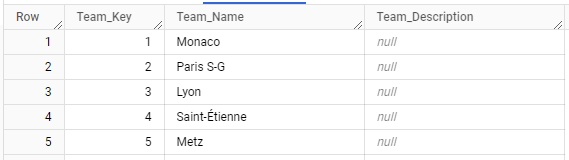 Row Team_Key Team_Name Team_Description
1 1 Monaco null
2 2 Paris S-G null
3 3 Lyon null
4 4 Saint-Étienne null
5 5 Metz null